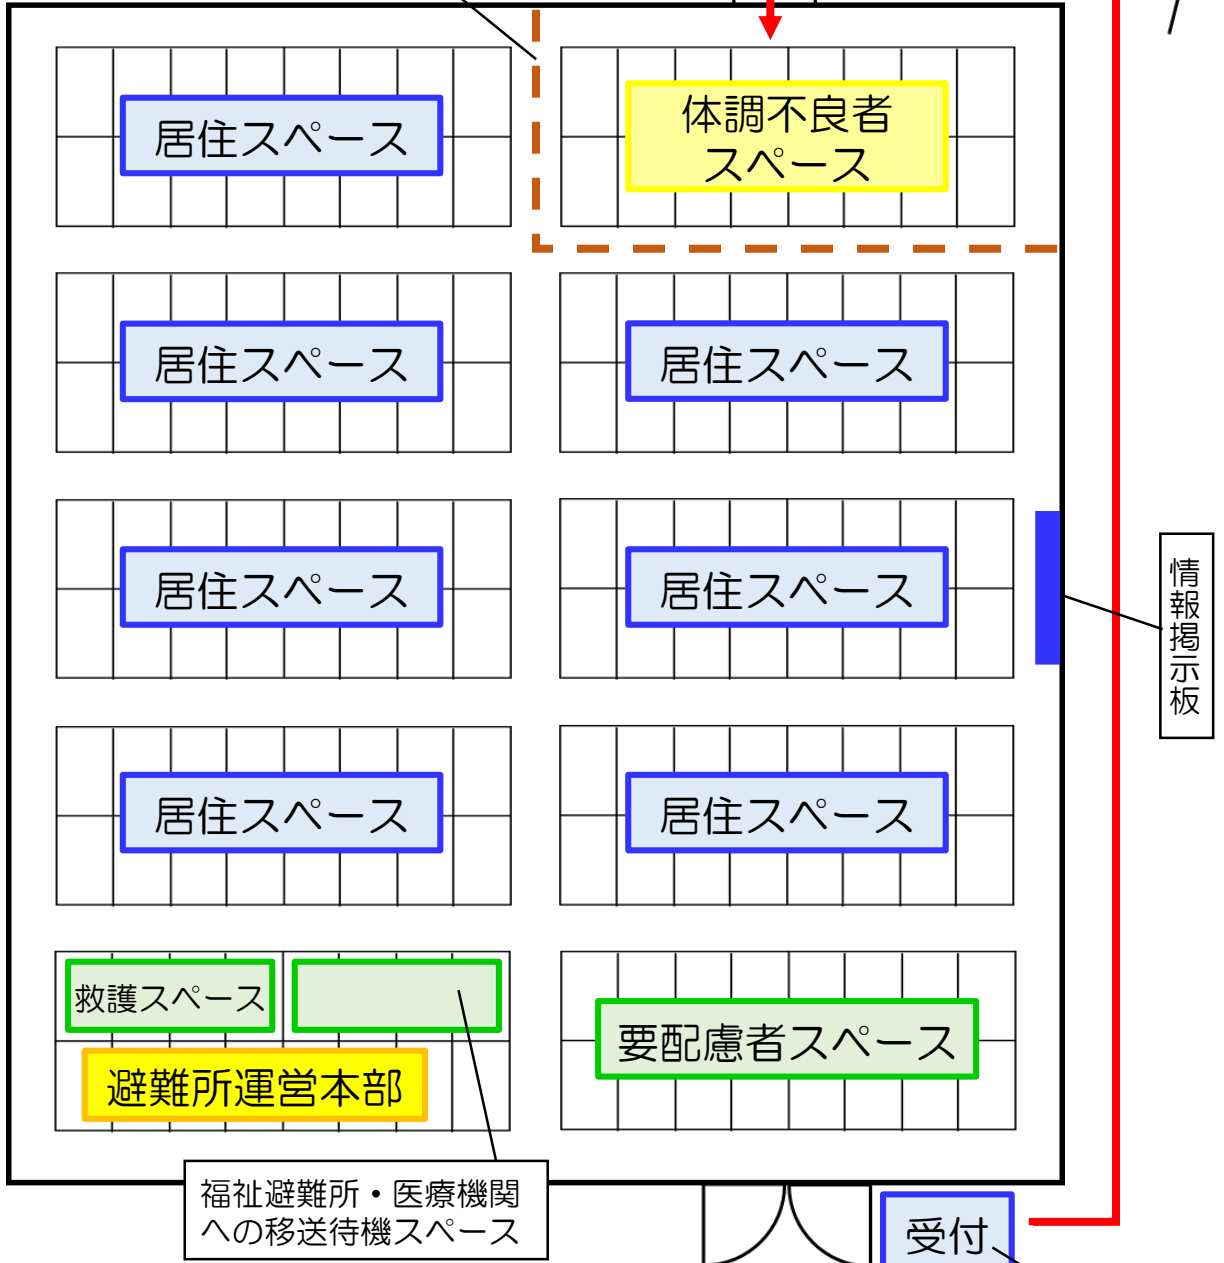 居住スペース
体調不良者
スペース
居住スペース
居住スペース
居住スペース
居住スペース
情報掲示板
居住スペース
居住スペース
救護スペース
要配慮者スペース
避難所運営本部
福祉避難所・医療機関
への移送待機スペース
受付